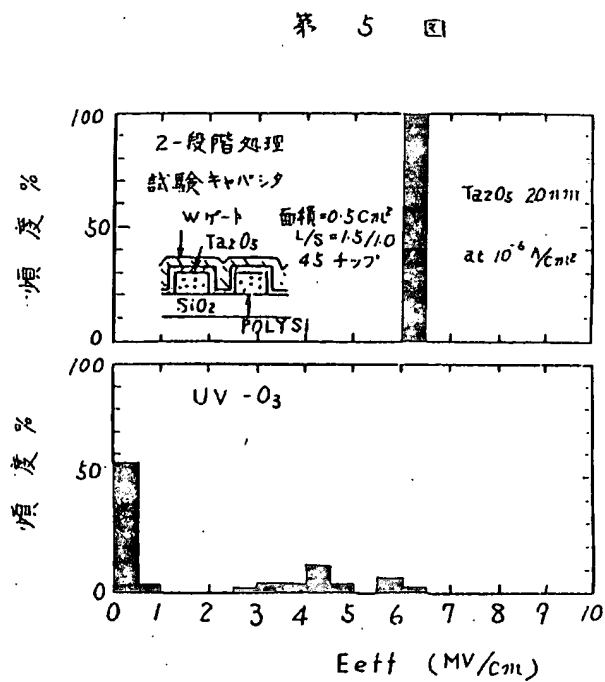 第 5 図
100
50
0
頻度 %
2-段階処理
試験キャパシタ
Wゲート
Ta2O5
SiO2
POLYSI
面積=0.5Cm²
L/S=1.5/1.0
45 チップ
Ta2O5 20nm
at 10⁻⁶ A/cm²
100
50
0
頻度 %
UV-O3
0 1 2 3 4 5 6 7 8 9 10
Eeff (MV/cm)